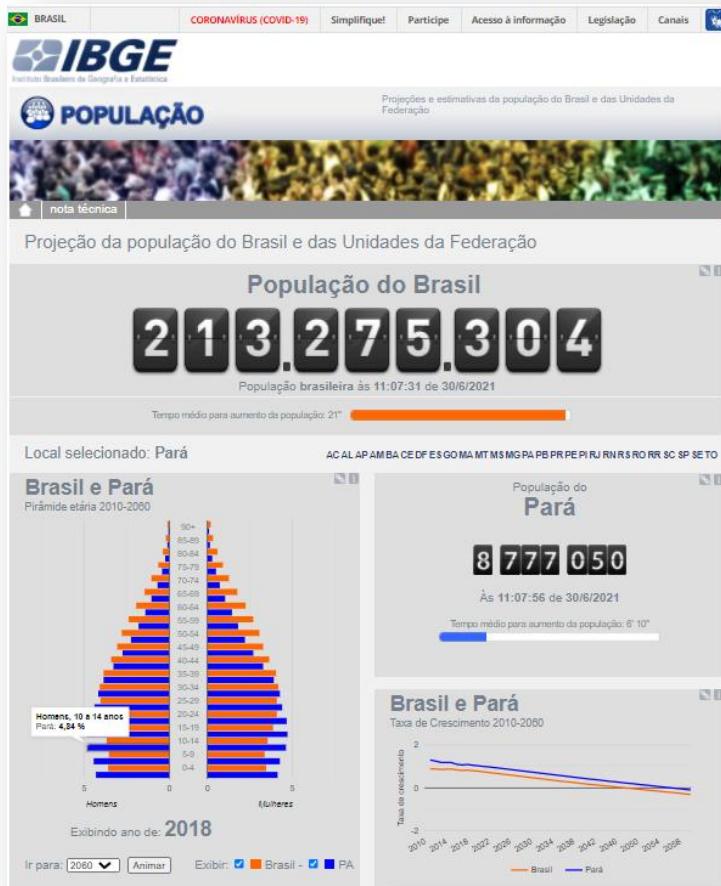 BRASIL CORONAVÍRUS (COVID-19) Simplifique! Participe Acesso à informação Legislação Canais
IBGE
Instituto Brasileiro de Geografia e Estatística
POPULAÇÃO
Projeções e estimativas da população do Brasil e das Unidades da
Federação
nota técnica
Projeção da população do Brasil e das Unidades da Federação
População do Brasil
213.275.304
População brasileira às 11:07:31 de 30/6/2021
Tempo médio para aumento da população: 21"
Local selecionado: Pará
AC AL AP AM BA CE DF ES GO MA MT MS MG PA PB PR PE PI RJ RN RS RO RR SC SP SE TO
Brasil e Pará
Pirâmide etária 2010-2060
90+
85-89
80-84
75-79
70-74
65-69
60-64
55-59
50-54
45-49
40-44
35-39
30-34
25-29
20-24
15-19
10-14
5-9
0-4
Homens, 10 a 14 anos
Pará: 4,84 %
5 0 0 5
Homens Mulheres
Exibindo ano de: 2018
Ir para: 2060 Animar Exibir: Brasil - PA
População do
Pará
8 777 050
Às 11:07:56 de 30/6/2021
Tempo médio para aumento da população: 6' 10"
Brasil e Pará
Taxa de Crescimento 2010-2060
Taxa de crescimento
2
0
-2
2010 2014 2018 2022 2026 2030 2034 2038 2042 2046 2050 2054 2058
Brasil Pará